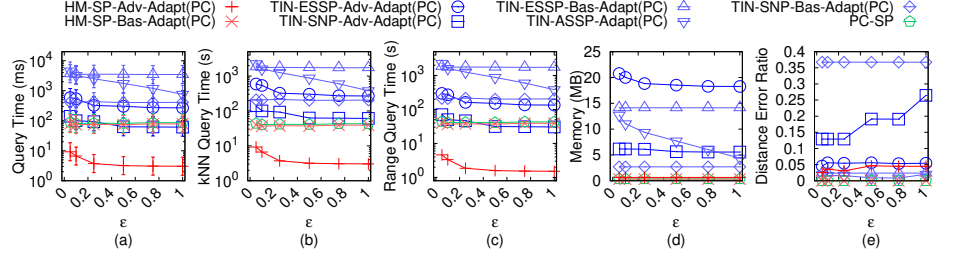 HM-SP-Adv-Adapt(PC) TIN-ESSP-Adv-Adapt(PC) TIN-ESSP-Bas-Adapt(PC) TIN-SNP-Bas-Adapt(PC)
HM-SP-Bas-Adapt(PC) TIN-SNP-Adv-Adapt(PC) TIN-ASSP-Adapt(PC) PC-SP
Query Time (ms)
10^4
10^3
10^2
10^1
10^0
0 0.2 0.4 0.6 0.8 1
ε
(a)
kNN Query Time (s)
10^3
10^2
10^1
10^0
0 0.2 0.4 0.6 0.8 1
ε
(b)
Range Query Time (s)
10^3
10^2
10^1
10^0
0 0.2 0.4 0.6 0.8 1
ε
(c)
Memory (MB)
25
20
15
10
5
0
0 0.2 0.4 0.6 0.8 1
ε
(d)
Distance Error Ratio
0.4
0.35
0.3
0.25
0.2
0.15
0.1
0.05
0
0 0.2 0.4 0.6 0.8 1
ε
(e)